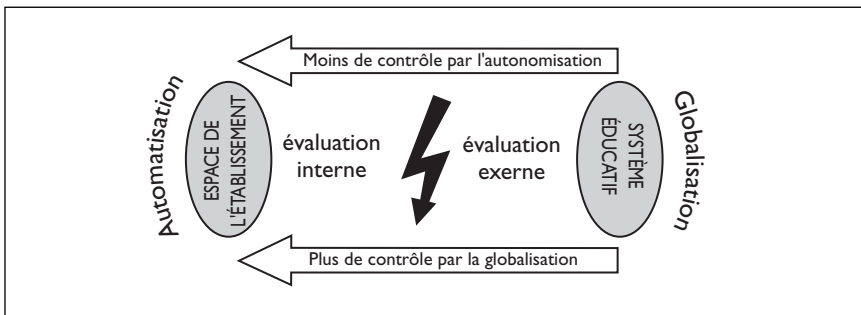 Moins de contrôle par l'autonomisation
Automatisation
ESPACE DE
L'ÉTABLISSEMENT
évaluation
interne
évaluation
exerne
SYSTÈME
ÉDUCATIF
Globalisation
Plus de contrôle par la globalisation